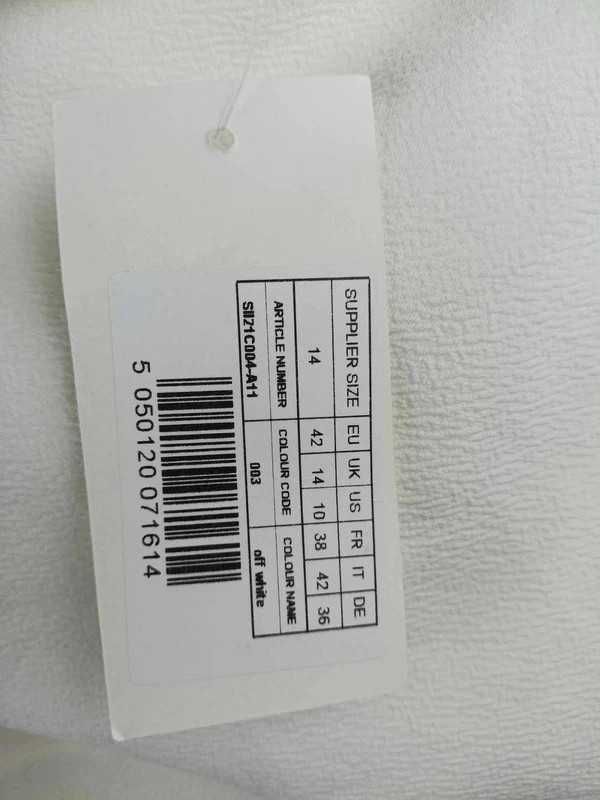 SUPPLIER SIZE EU UK US FR IT DE
14 42 14 10 38 42 36
ARTICLE NUMBER COLOUR CODE COLOUR NAME
SII21C004-A11 003 off white
5 050120 071614